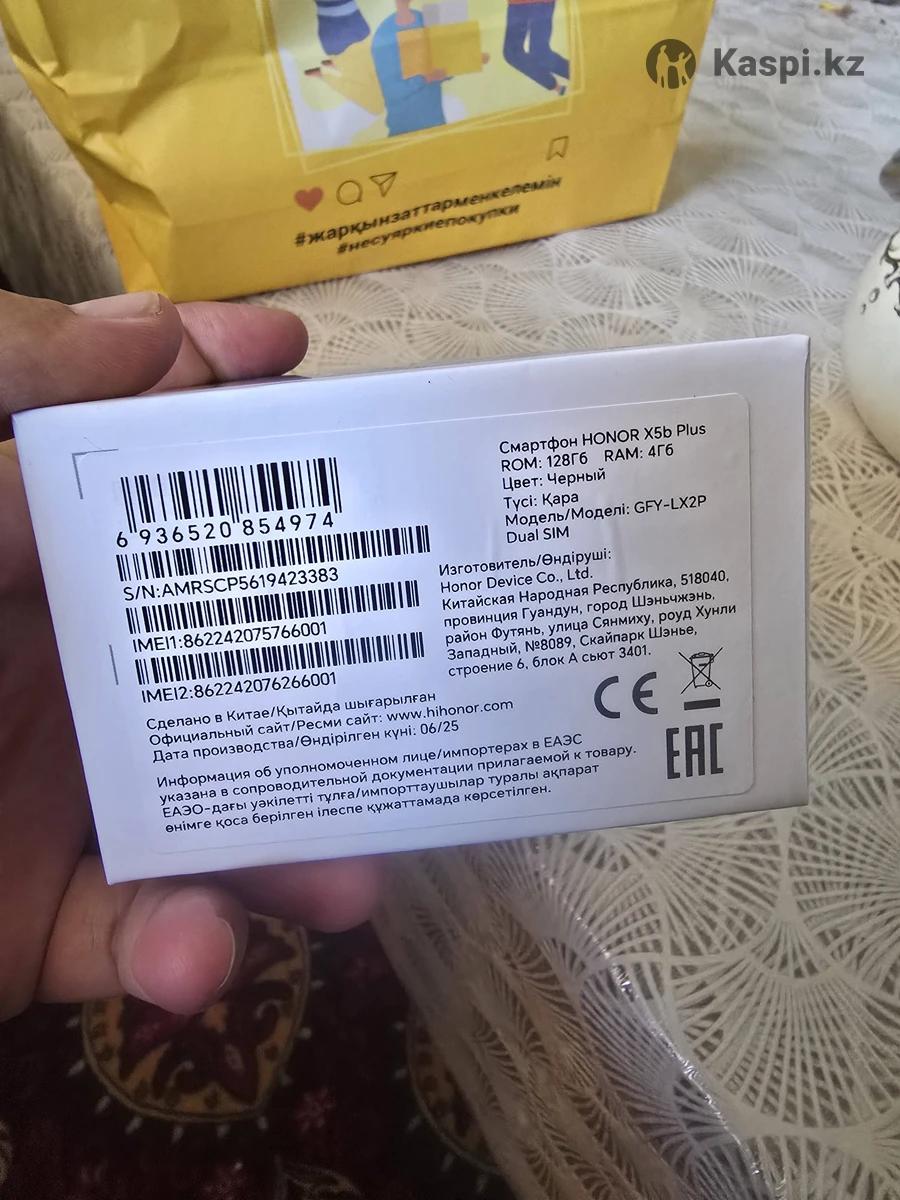 Kaspi.kz
#жарқынзаттарменкелемін
#несуяркиепокупки
Смартфон HONOR X5b Plus
ROM: 128Гб RAM: 4Гб
Цвет: Черный
Түсі: Қара
Модель/Моделі: GFY-LX2P
Dual SIM
6 936520 854974
S/N:AMRSCP5619423383
IMEI1:862242075766001
IMEI2:862242076266001
Изготовитель/Өндіруші:
Honor Device Co., Ltd.
Китайская Народная Республика, 518040,
провинция Гуандун, город Шэньчжэнь,
район Футянь, улица Сянмиху, роуд Хунли
Западный, №8089, Скайпарк Шэнье,
строение 6, блок А сьют 3401.
Сделано в Китае/Қытайда шығарылған
Официальный сайт/Ресми сайт: www.hihonor.com
Дата производства/Өндірілген күні: 06/25
CE
EAC
Информация об уполномоченном лице/импортерах в ЕАЭС
указана в сопроводительной документации прилагаемой к товару.
ЕАЭО-дағы уәкілетті тұлға/импорттаушылар туралы ақпарат
өнімге қоса берілген ілеспе құжаттамада көрсетілген.